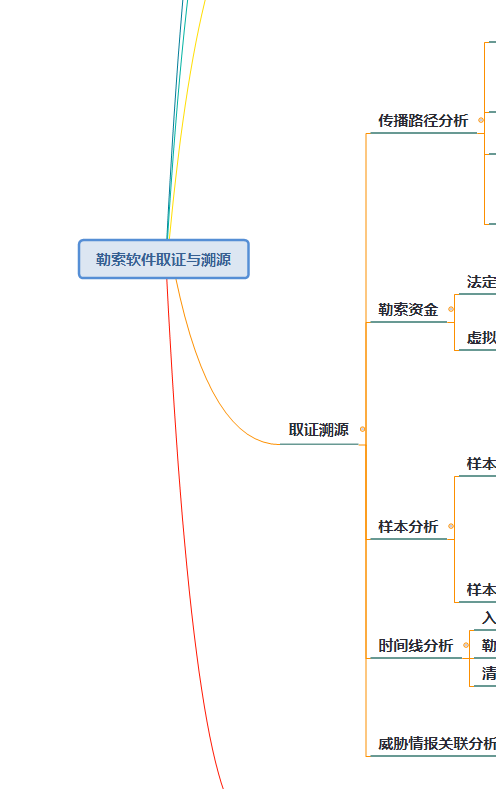 传播路径分析
勒索软件取证与溯源
法定
勒索资金
虚拟
取证溯源
样本
样本分析
样本
入
时间线分析
勒
清
威胁情报关联分析